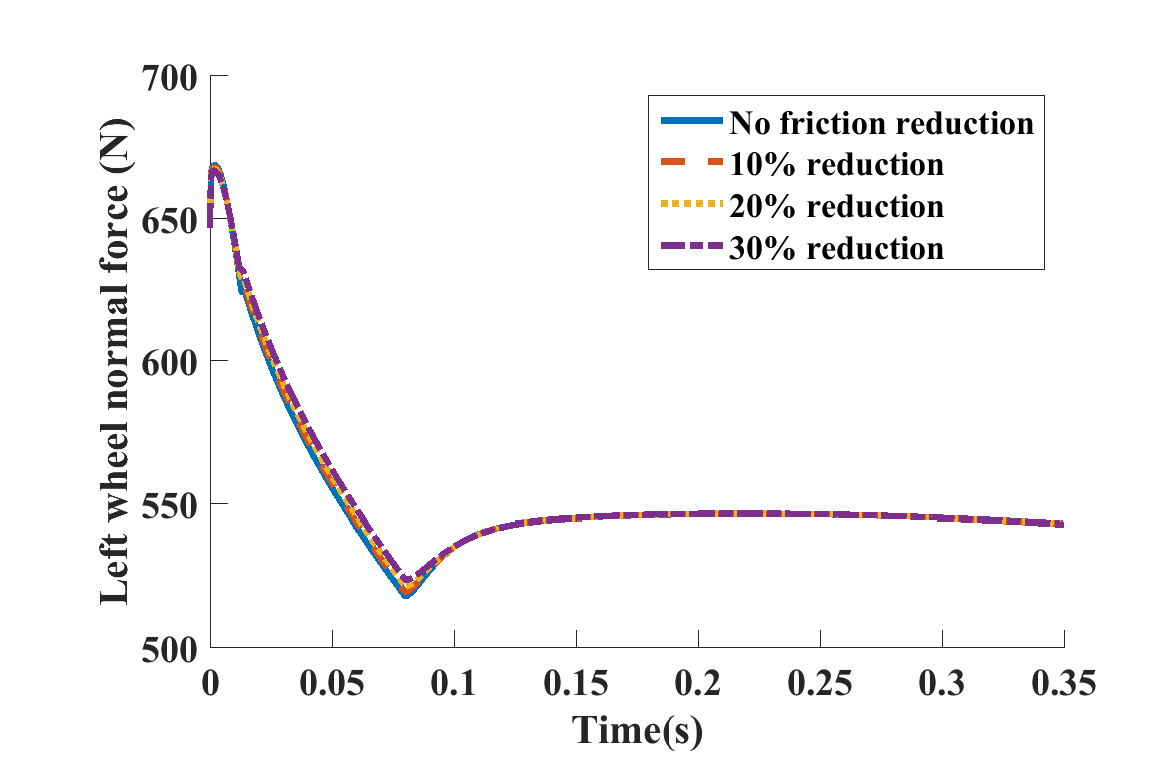 700
650
600
550
500
Left wheel normal force (N)
No friction reduction
10% reduction
20% reduction
30% reduction
0 0.05 0.1 0.15 0.2 0.25 0.3 0.35
Time(s)